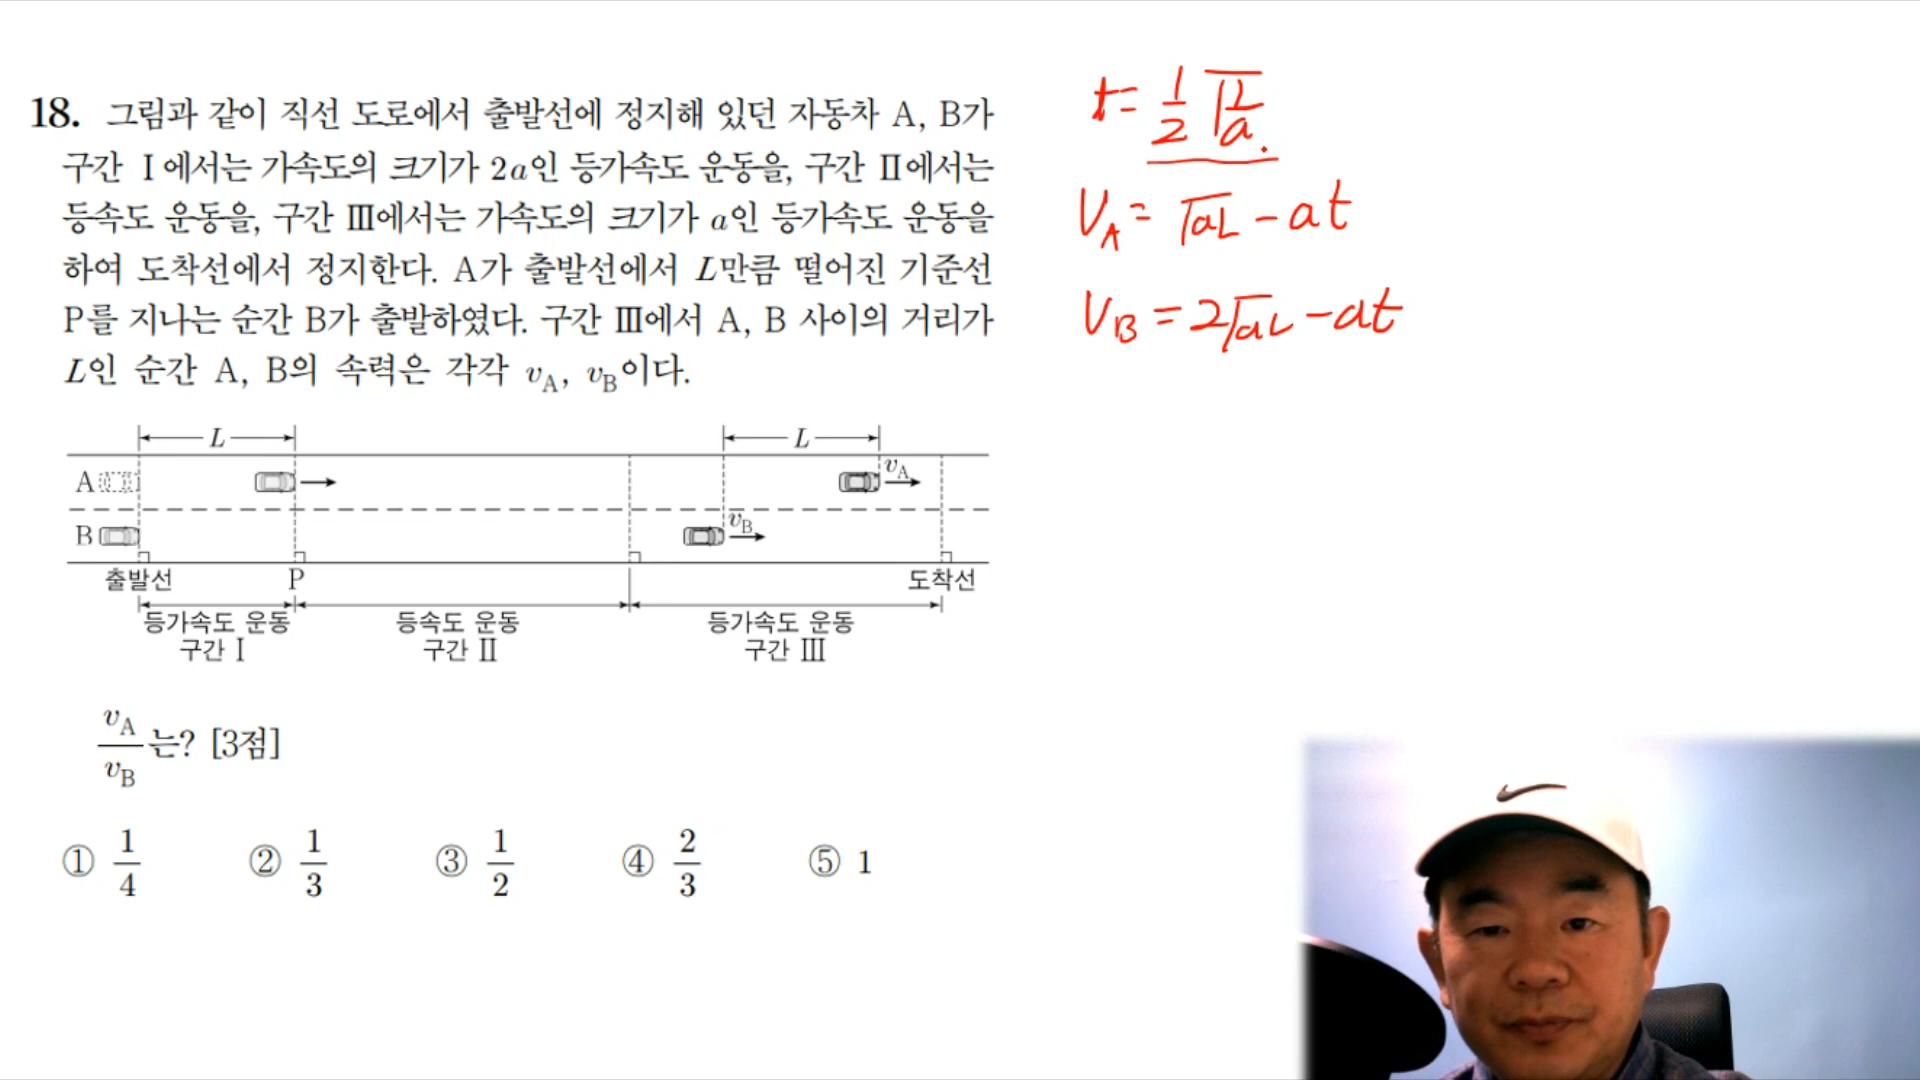 18. 그림과 같이 직선 도로에서 출발선에 정지해 있던 자동차 A, B가
구간 Ⅰ에서는 가속도의 크기가 2a인 등가속도 운동을, 구간 Ⅱ에서는
등속도 운동을, 구간 Ⅲ에서는 가속도의 크기가 a인 등가속도 운동을
하여 도착선에서 정지한다. A가 출발선에서 L만큼 떨어진 기준선
P를 지나는 순간 B가 출발하였다. 구간 Ⅲ에서 A, B 사이의 거리가
L인 순간 A, B의 속력은 각각 v_A, v_B이다.
L L
A v_A
B v_B
출발선 P 도착선
등가속도 운동 등속도 운동 등가속도 운동
구간 Ⅰ 구간 Ⅱ 구간 Ⅲ
v_A/v_B는? [3점]
① 1/4 ② 1/3 ③ 1/2 ④ 2/3 ⑤ 1
t = 1/2 √(L/a)
V_A = √aL - at
V_B = 2√aL - at